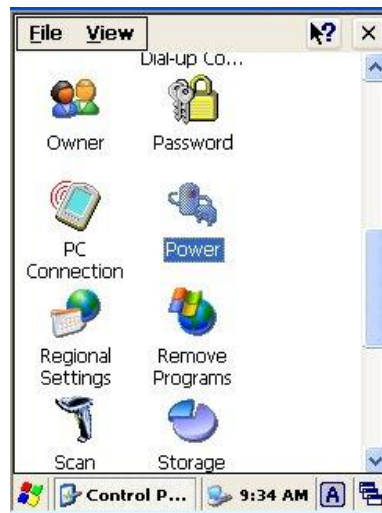 File View ?
Dial-up Co...
Owner Password
PC Connection Power
Regional Settings Remove Programs
Scan Storage
Control P... 9:34 AM A